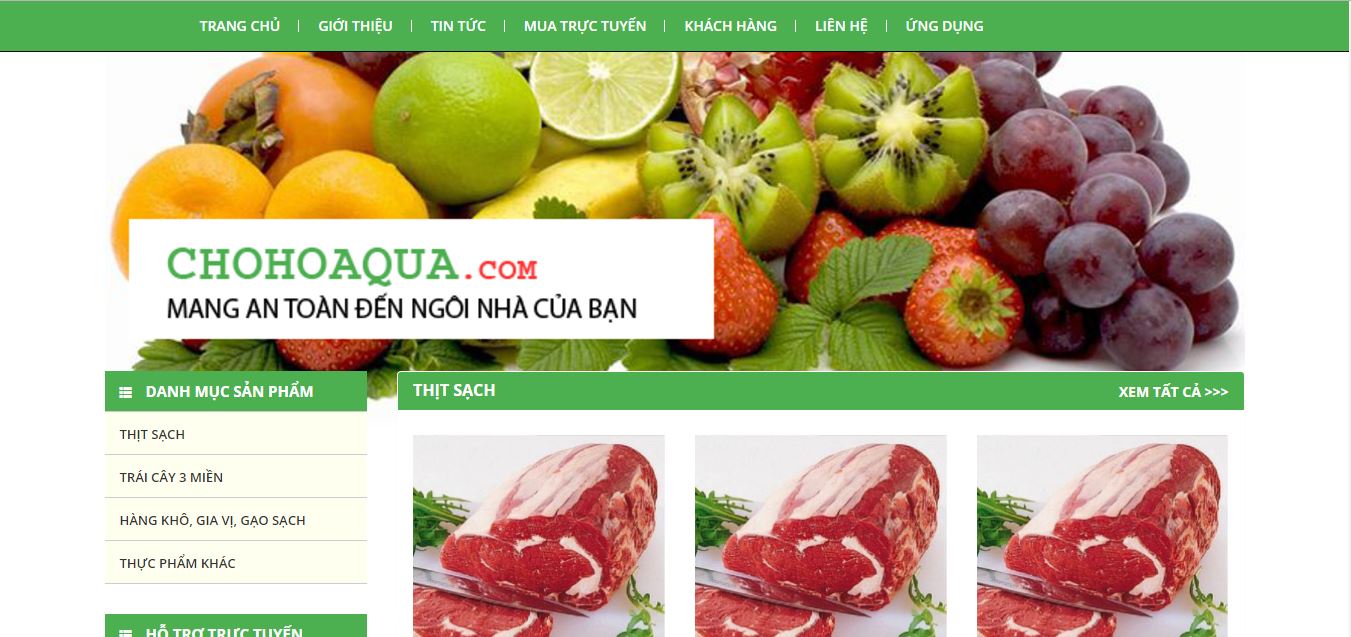 TRANG CHỦ
GIỚI THIỆU
TIN TỨC
MUA TRỰC TUYẾN
KHÁCH HÀNG
LIÊN HỆ
ỨNG DỤNG
CHOHOAQUA.COM
MANG AN TOÀN ĐẾN NGÔI NHÀ CỦA BẠN
DANH MỤC SẢN PHẨM
THỊT SẠCH
TRÁI CÂY 3 MIỀN
HÀNG KHÔ, GIA VỊ, GẠO SẠCH
THỰC PHẨM KHÁC
HỖ TRỢ TRỰC TUYẾN
THỊT SẠCH
XEM TẤT CẢ >>>